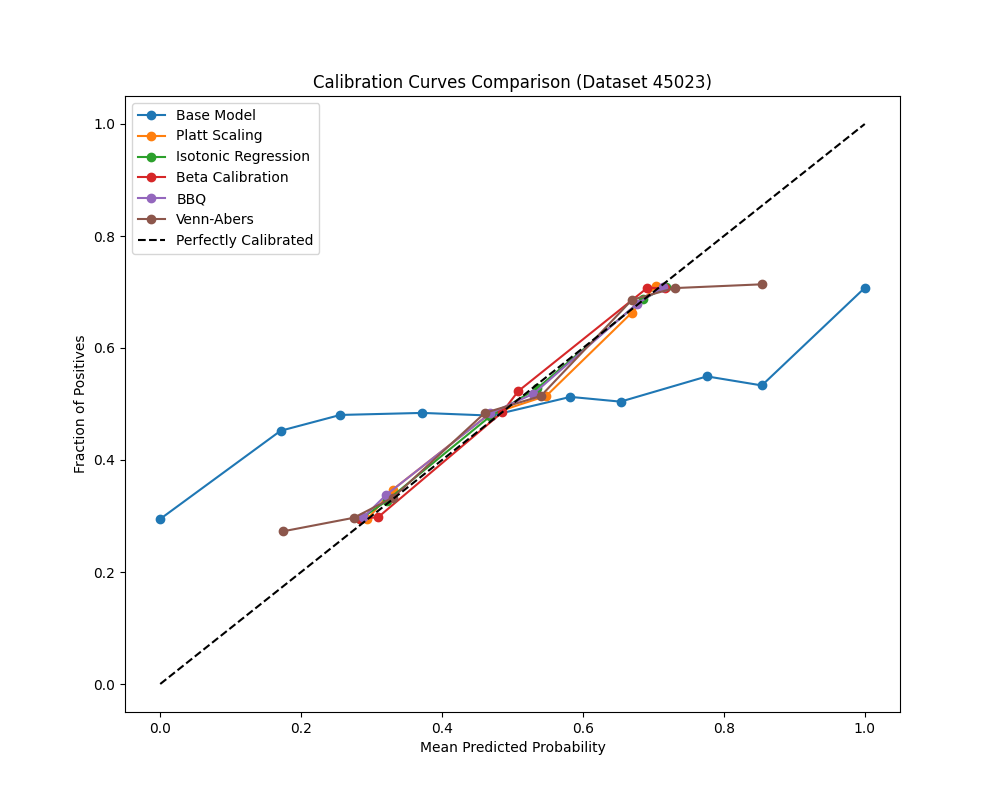 Calibration Curves Comparison (Dataset 45023)
Base Model
Platt Scaling
Isotonic Regression
Beta Calibration
BBQ
Venn-Abers
Perfectly Calibrated
1.0
0.8
0.6
0.4
0.2
0.0
Fraction of Positives
0.0 0.2 0.4 0.6 0.8 1.0
Mean Predicted Probability